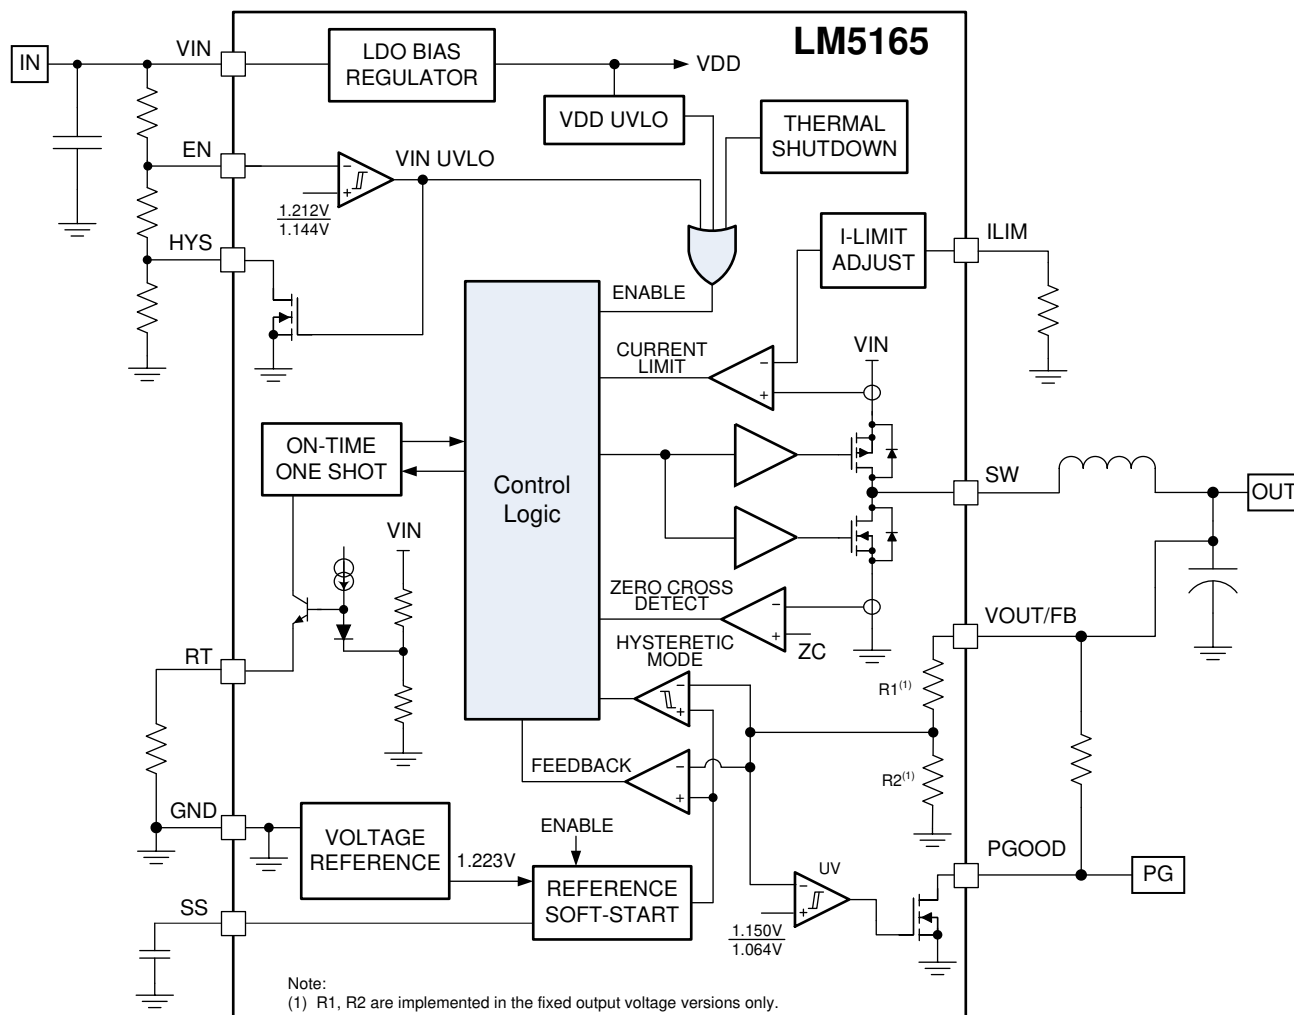 LM5165
IN
VIN
LDO BIAS
REGULATOR
VDD
VDD UVLO
THERMAL
SHUTDOWN
EN
−
+
VIN UVLO
1.212V
1.144V
HYS
I-LIMIT
ADJUST
ILIM
ENABLE
CURRENT
LIMIT
−
+
VIN
ON-TIME
ONE SHOT
Control
Logic
SW
OUT
VIN
ZERO CROSS
DETECT
−
+
ZC
VOUT/FB
HYSTERETIC
MODE
−
+
RT
R1(1)
FEEDBACK
−
+
R2(1)
GND
VOLTAGE
REFERENCE
1.223V
ENABLE
REFERENCE
SOFT-START
UV
−
+
1.150V
1.064V
PGOOD
PG
SS
Note:
(1) R1, R2 are implemented in the fixed output voltage versions only.